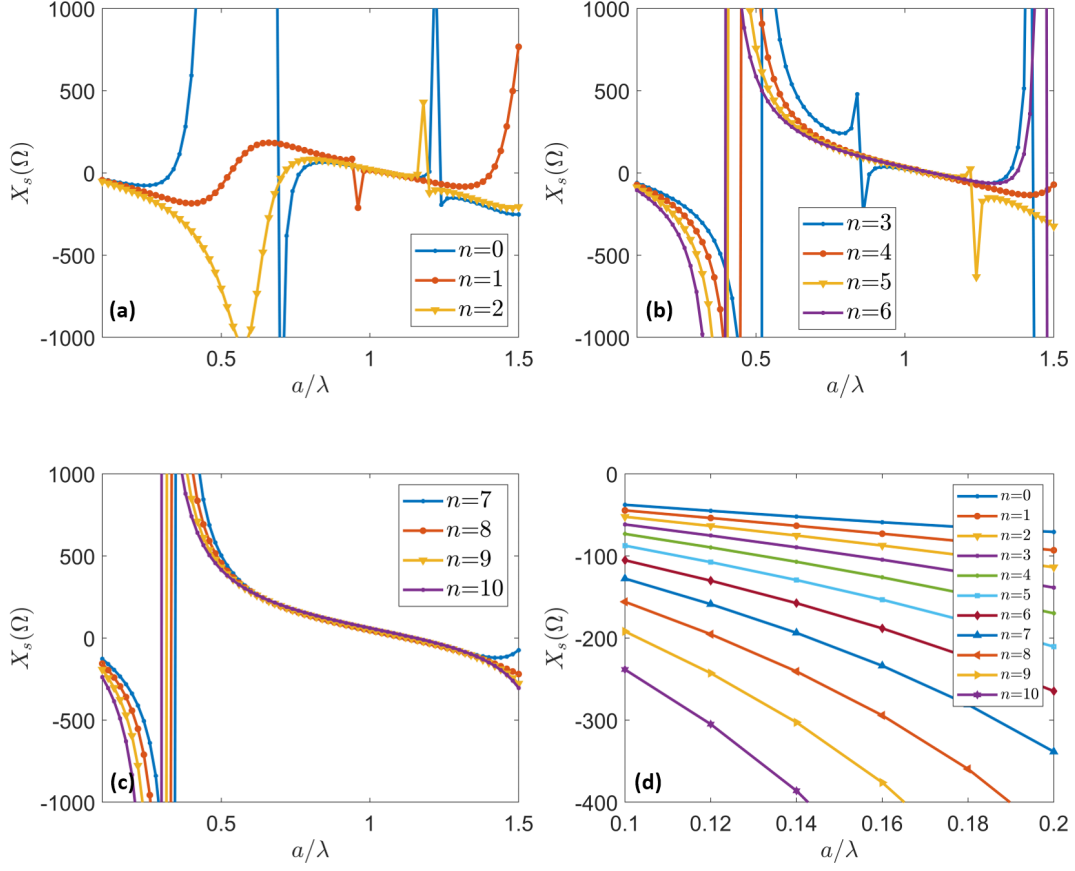 1000
500
0
-500
-1000
X_s(Ω)
(a)
n=0
n=1
n=2
0.5
1
1.5
a/λ
1000
500
0
-500
-1000
X_s(Ω)
(b)
n=3
n=4
n=5
n=6
0.5
1
1.5
a/λ
1000
500
0
-500
-1000
X_s(Ω)
(c)
n=7
n=8
n=9
n=10
0.5
1
1.5
a/λ
0
-100
-200
-300
-400
X_s(Ω)
(d)
n=0
n=1
n=2
n=3
n=4
n=5
n=6
n=7
n=8
n=9
n=10
0.1
0.12
0.14
0.16
0.18
0.2
a/λ